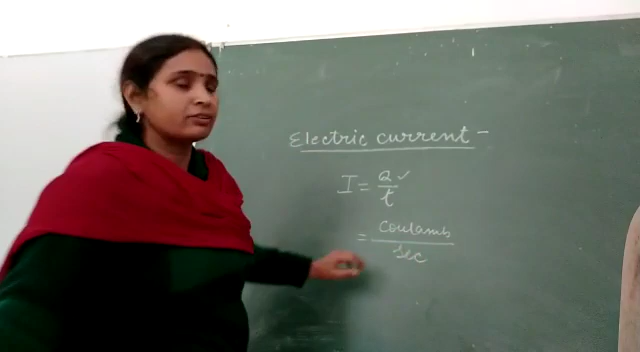 Electric current -
I = Q ✓
t
= Coulamb
sec